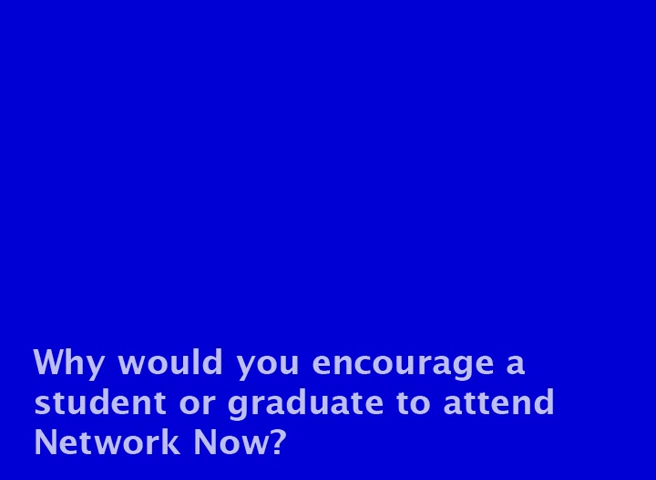 Why would you encourage a
student or graduate to attend
Network Now?